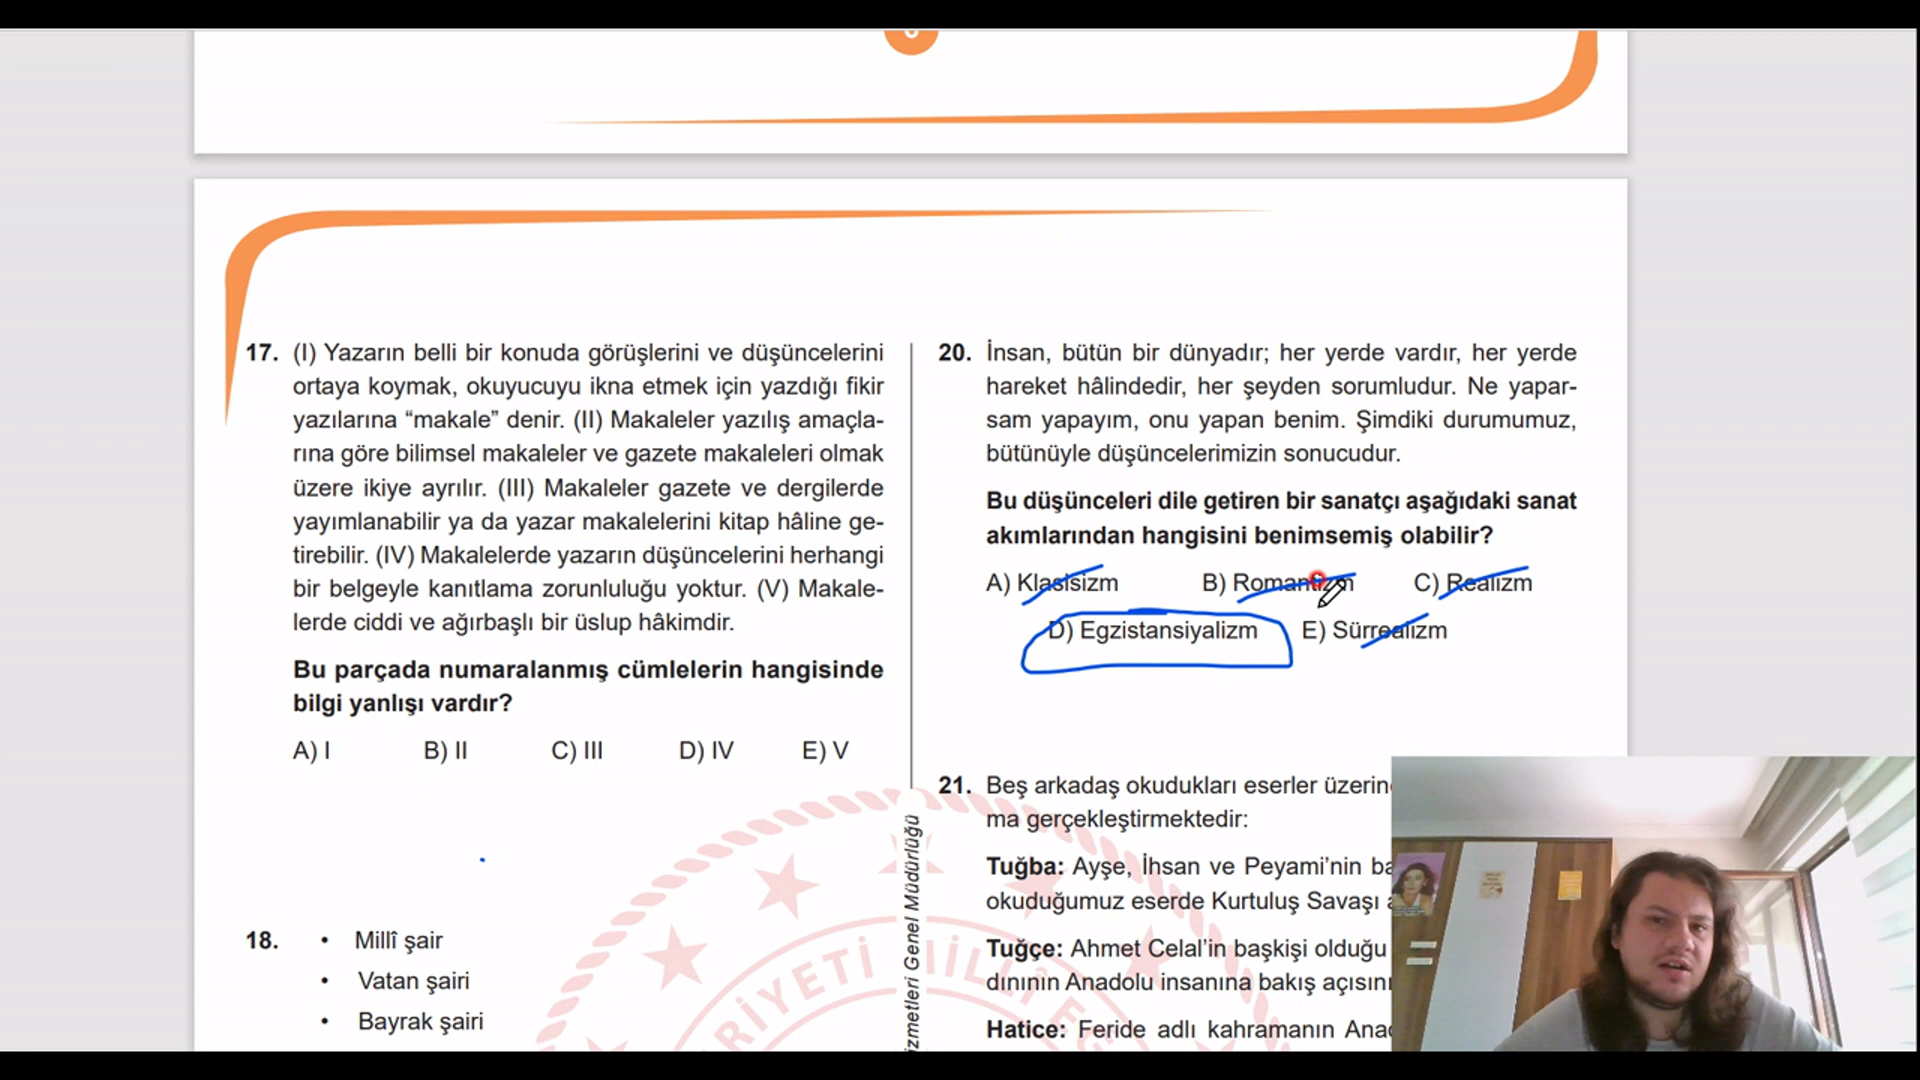 17. (I) Yazarın belli bir konuda görüşlerini ve düşüncelerini
ortaya koymak, okuyucuyu ikna etmek için yazdığı fikir
yazılarına “makale” denir. (II) Makaleler yazılış amaçla-
rına göre bilimsel makaleler ve gazete makaleleri olmak
üzere ikiye ayrılır. (III) Makaleler gazete ve dergilerde
yayımlanabilir ya da yazar makalelerini kitap hâline ge-
tirebilir. (IV) Makalelerde yazarın düşüncelerini herhangi
bir belgeyle kanıtlama zorunluluğu yoktur. (V) Makale-
lerde ciddi ve ağırbaşlı bir üslup hâkimdir.
Bu parçada numaralanmış cümlelerin hangisinde
bilgi yanlışı vardır?
A) I B) II C) III D) IV E) V
18. • Millî şair
• Vatan şairi
• Bayrak şairi
izmetleri Genel Müdürlüğü
RİYETİ MİLLÎ EĞ
20. İnsan, bütün bir dünyadır; her yerde vardır, her yerde
hareket hâlindedir, her şeyden sorumludur. Ne yapar-
sam yapayım, onu yapan benim. Şimdiki durumumuz,
bütünüyle düşüncelerimizin sonucudur.
Bu düşünceleri dile getiren bir sanatçı aşağıdaki sanat
akımlarından hangisini benimsemiş olabilir?
A) Klasisizm B) Romantizm C) Realizm
D) Egzistansiyalizm E) Sürrealizm
21. Beş arkadaş okudukları eserler üzerin
ma gerçekleştirmektedir:
Tuğba: Ayşe, İhsan ve Peyami’nin ba
okuduğumuz eserde Kurtuluş Savaşı a
Tuğçe: Ahmet Celal’in başkişi olduğu
dınının Anadolu insanına bakış açısını
Hatice: Feride adlı kahramanın Anad